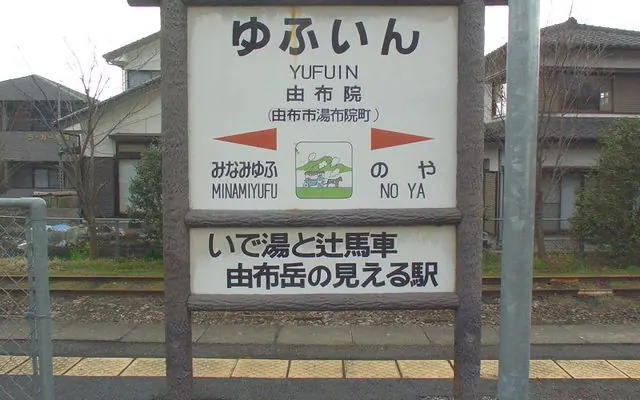 ゆふいん
YUFUIN
由布院
(由布市湯布院町)
みなみゆふ のや
MINAMIYUFU NOYA
いで湯と辻馬車
由布岳の見える駅